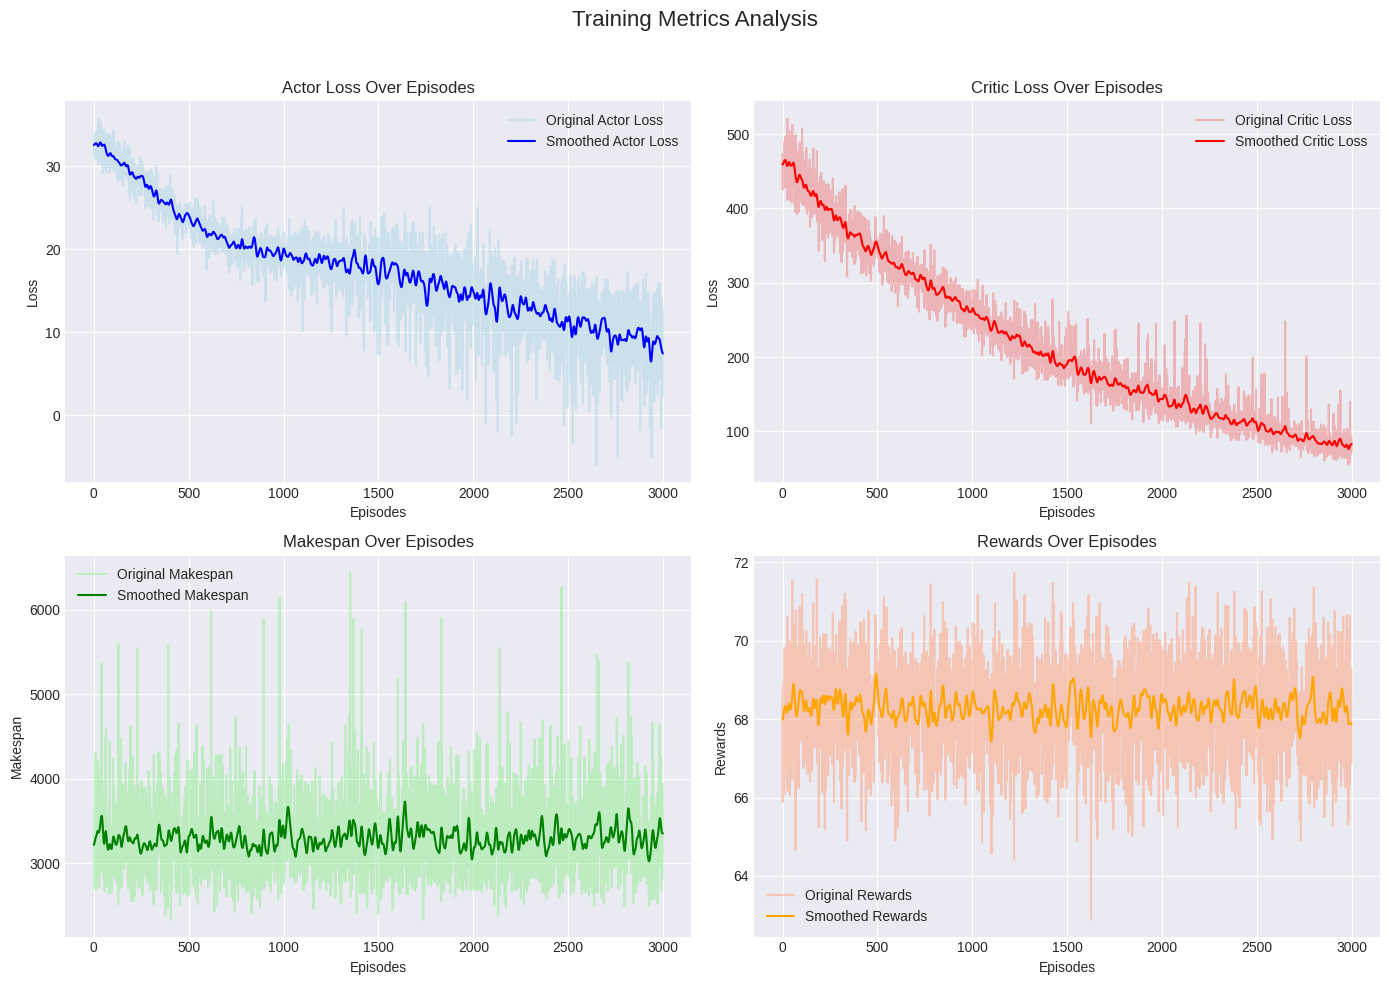 Training Metrics Analysis
Actor Loss Over Episodes
Original Actor Loss
Smoothed Actor Loss
30
20
10
0
Loss
0 500 1000 1500 2000 2500 3000
Episodes
Critic Loss Over Episodes
Original Critic Loss
Smoothed Critic Loss
500
400
300
200
100
Loss
0 500 1000 1500 2000 2500 3000
Episodes
Makespan Over Episodes
Original Makespan
Smoothed Makespan
6000
5000
4000
3000
Makespan
0 500 1000 1500 2000 2500 3000
Episodes
Rewards Over Episodes
72
70
68
66
64
Rewards
Original Rewards
Smoothed Rewards
0 500 1000 1500 2000 2500 3000
Episodes